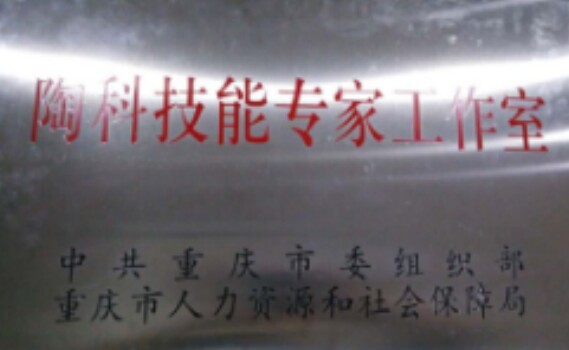 陶科技能专家工作室
中共重庆市委组织部
重庆市人力资源和社会保障局